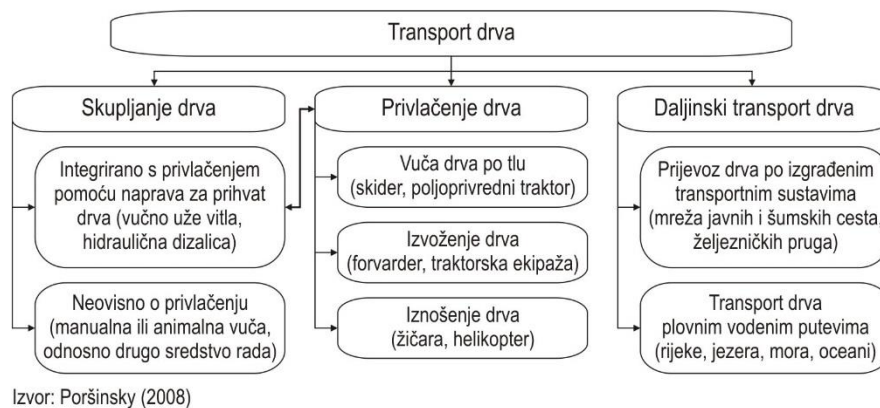 Transport drva
Skupljanje drva
Privlačenje drva
Daljinski transport drva
Integrirano s privlačenjem
pomoću naprava za prihvat
drva (vučno uže vitla,
hidraulična dizalica)
Neovisno o privlačenju
(manualna ili animalna vuča,
odnosno drugo sredstvo rada)
Vuča drva po tlu
(skider, poljoprivredni traktor)
Izvoženje drva
(forvarder, traktorska ekipaža)
Iznošenje drva
(žičara, helikopter)
Prijevoz drva po izgrađenim
transportnim sustavima
(mreža javnih i šumskih cesta,
željezničkih pruga)
Transport drva
plovnim vodenim putevima
(rijeke, jezera, mora, oceani)
Izvor: Poršinsky (2008)